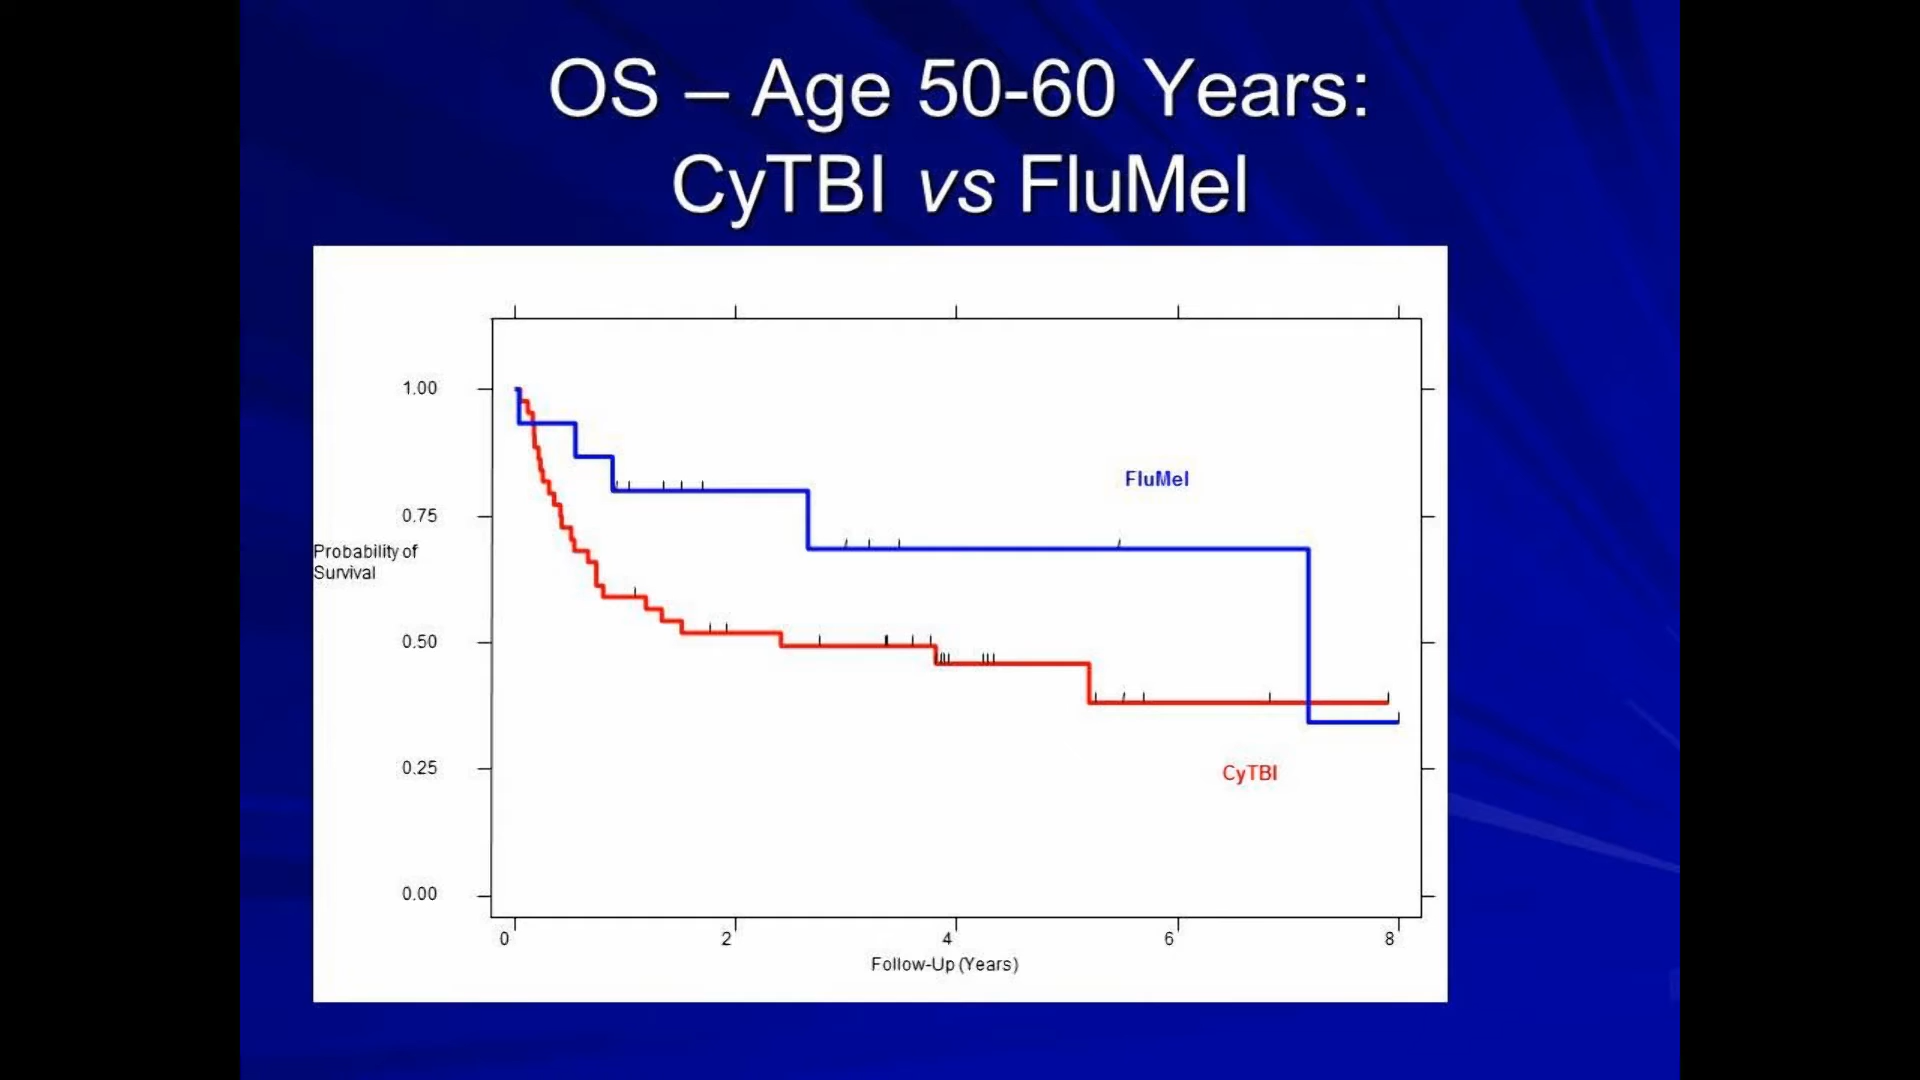 OS – Age 50-60 Years:
CyTBI vs FluMel
1.00
0.75
0.50
0.25
0.00
Probability of
Survival
FluMel
CyTBI
0 2 4 6 8
Follow-Up (Years)